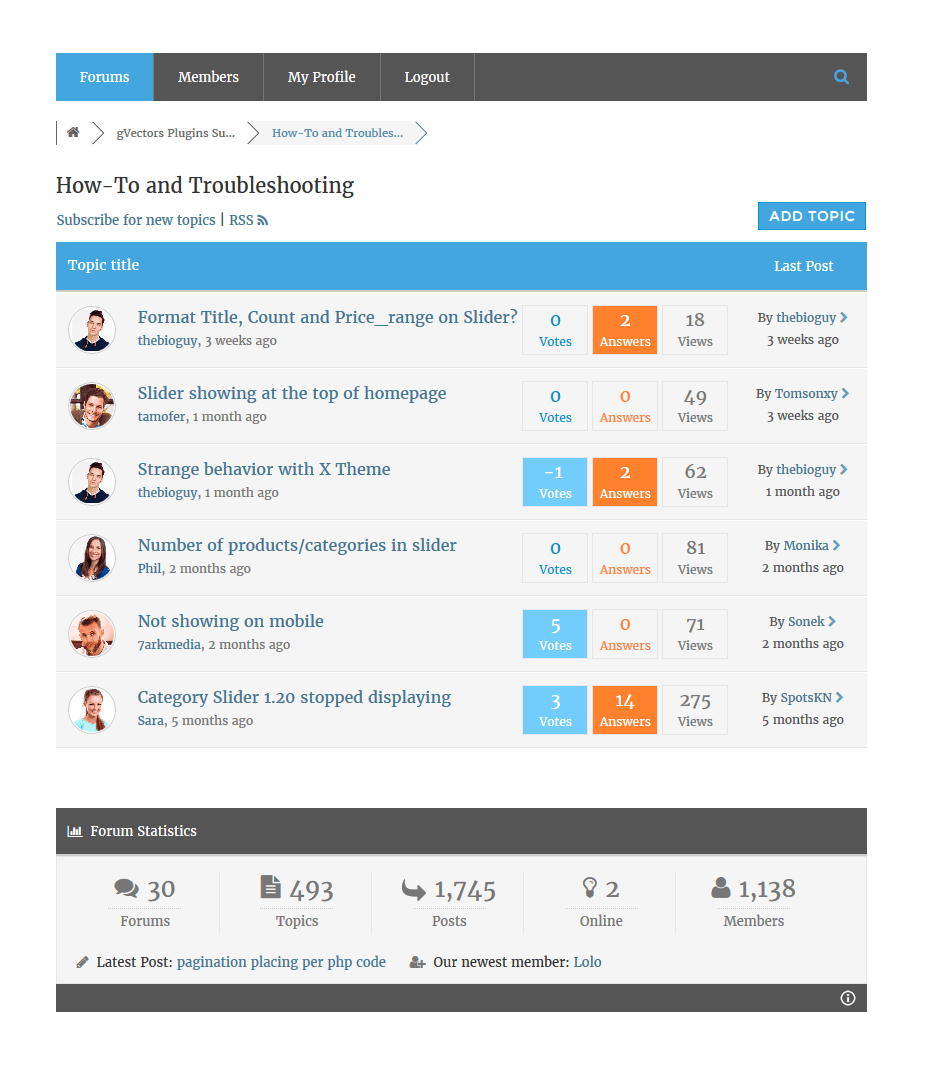 Forums Members My Profile Logout
gVectors Plugins Su... How-To and Troubles...
How-To and Troubleshooting
Subscribe for new topics | RSS
ADD TOPIC
Topic title Last Post
Format Title, Count and Price_range on Slider? 0 2 18 By thebioguy
thebioguy, 3 weeks ago Votes Answers Views 3 weeks ago
Slider showing at the top of homepage 0 0 49 By Tomsonxy
tamofer, 1 month ago Votes Answers Views 3 weeks ago
Strange behavior with X Theme -1 2 62 By thebioguy
thebioguy, 1 month ago Votes Answers Views 1 month ago
Number of products/categories in slider 0 0 81 By Monika
Phil, 2 months ago Votes Answers Views 2 months ago
Not showing on mobile 5 0 71 By Sonek
7arkmedia, 2 months ago Votes Answers Views 2 months ago
Category Slider 1.20 stopped displaying 3 14 275 By SpotsKN
Sara, 5 months ago Votes Answers Views 5 months ago
Forum Statistics
30 493 1,745 2 1,138
Forums Topics Posts Online Members
Latest Post: pagination placing per php code Our newest member: Lolo